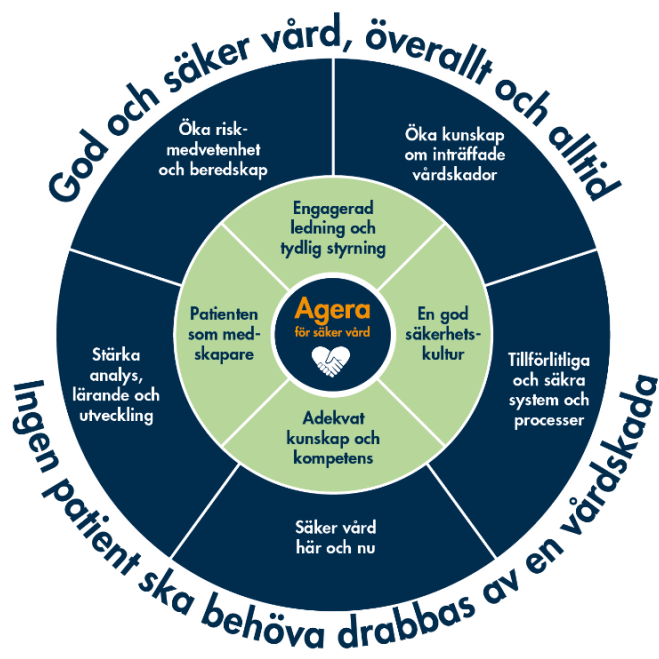 God och säker vård, överallt och alltid
Öka risk-
medvetenhet
och beredskap
Öka kunskap
om inträffade
vårdskador
Engagerad
ledning och
tydlig styrning
Patienten
som med-
skapare
Agera
för säker vård
En god
säkerhets-
kultur
Stärka
analys,
lärande och
utveckling
Tillförlitliga
och säkra
system och
processer
Adekvat
kunskap och
kompetens
Säker vård
här och nu
Ingen patient ska behöva drabbas av en vårdskada